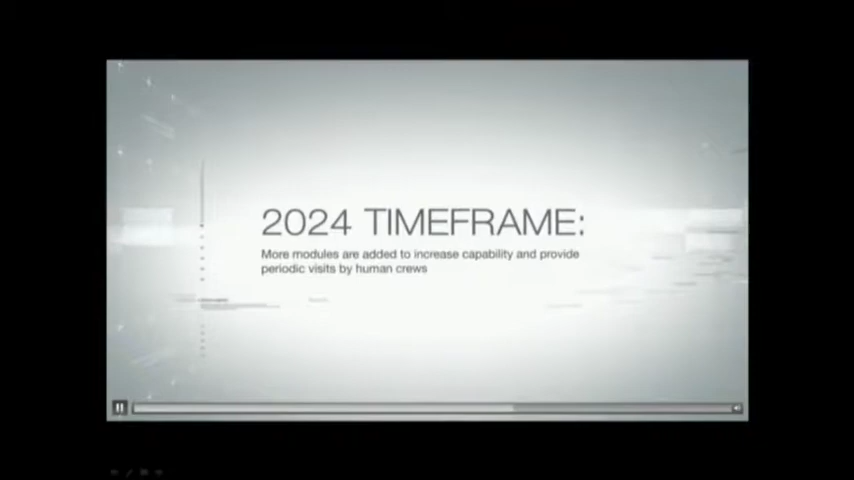 2024 TIMEFRAME:
More modules are added to increase capability and provide
periodic visits by human crews